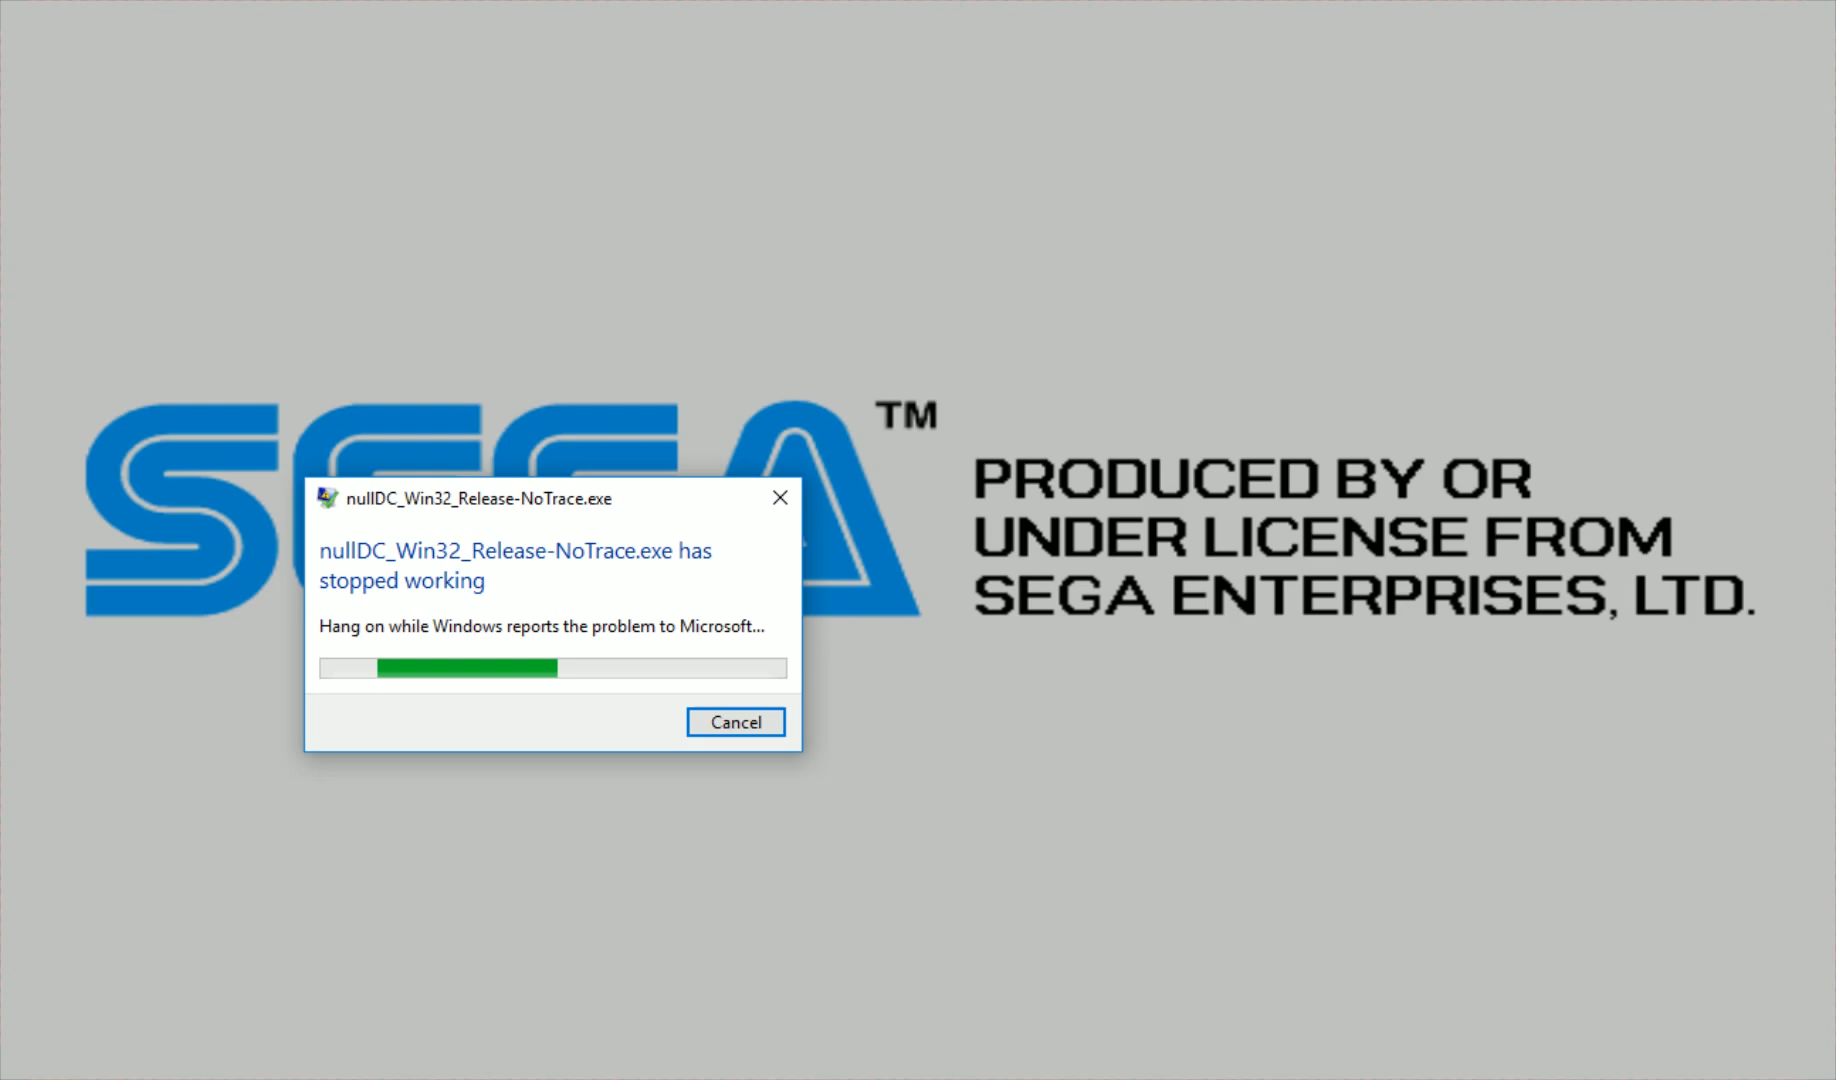 SEGA™
PRODUCED BY OR
UNDER LICENSE FROM
SEGA ENTERPRISES, LTD.
nullDC_Win32_Release-NoTrace.exe
nullDC_Win32_Release-NoTrace.exe has
stopped working
Hang on while Windows reports the problem to Microsoft...
Cancel